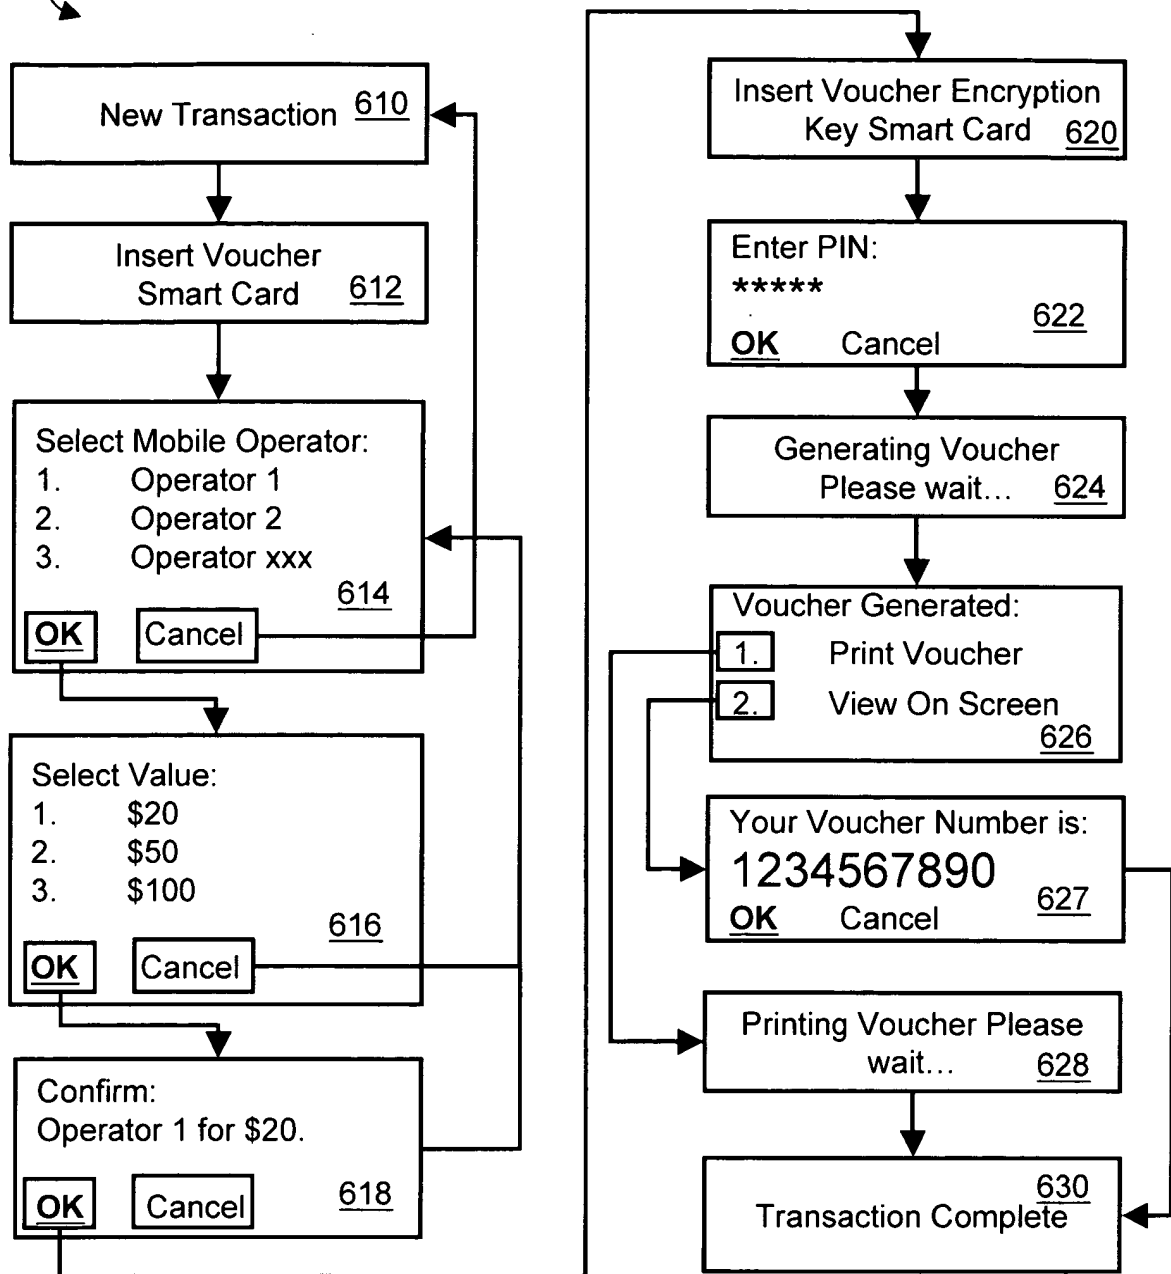 New Transaction 610
Insert Voucher
Smart Card 612
Select Mobile Operator:
1. Operator 1
2. Operator 2
3. Operator xxx
614
OK Cancel
Select Value:
1. $20
2. $50
3. $100
616
OK Cancel
Confirm:
Operator 1 for $20.
OK Cancel 618
Insert Voucher Encryption
Key Smart Card 620
Enter PIN:
*****
622
OK Cancel
Generating Voucher
Please wait... 624
Voucher Generated:
1. Print Voucher
2. View On Screen
626
Your Voucher Number is:
1234567890
627
OK Cancel
Printing Voucher Please
wait... 628
630
Transaction Complete